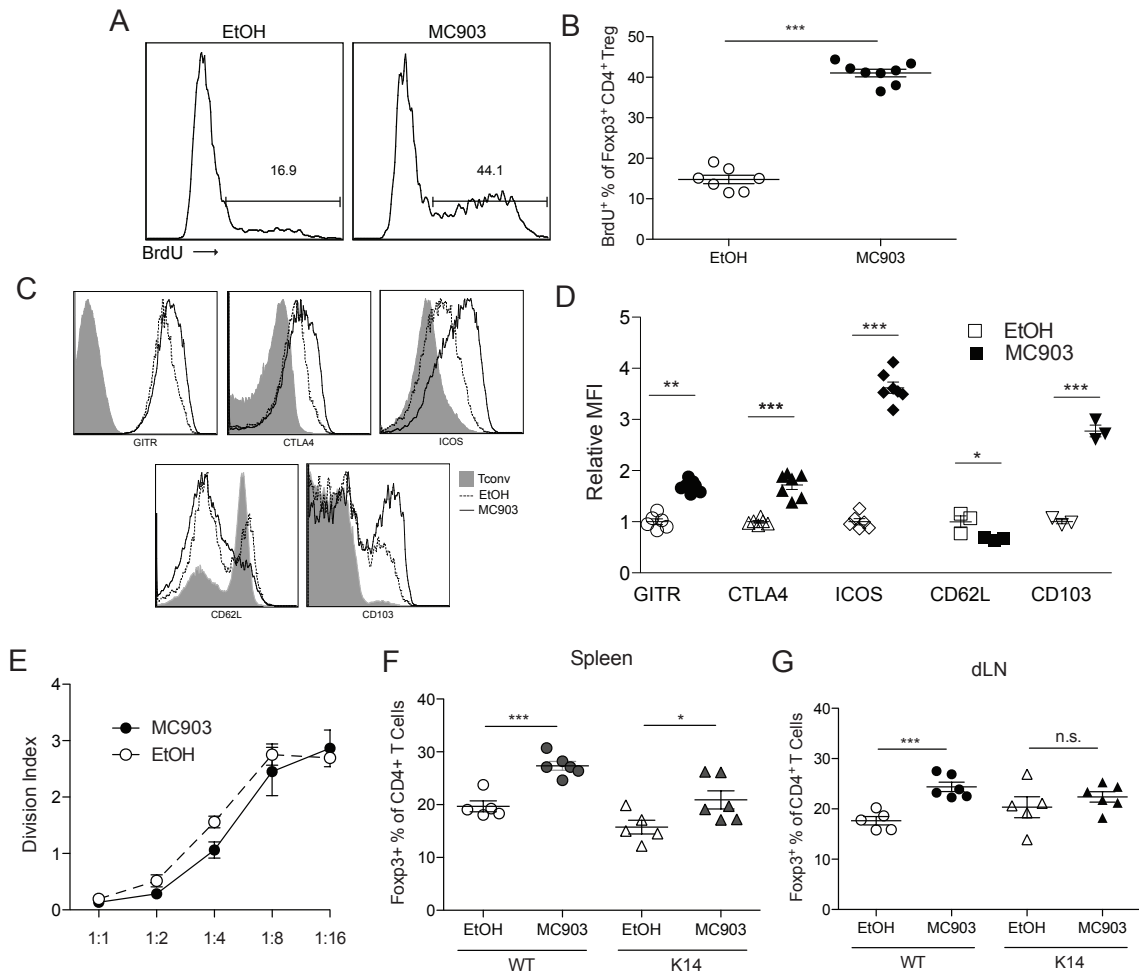 A
EtOH
MC903
16.9
44.1
BrdU →
B
***
BrdU⁺ % of Foxp3⁺ CD4⁺ Treg
50
40
30
20
10
0
EtOH
MC903
C
GITR
CTLA4
ICOS
CD62L
CD103
Tconv
EtOH
MC903
D
Relative MFI
5
4
3
2
1
0
**
***
***
*
***
EtOH
MC903
GITR
CTLA4
ICOS
CD62L
CD103
E
Division Index
4
3
2
1
0
MC903
EtOH
1:1
1:2
1:4
1:8
1:16
F
Spleen
Foxp3+ % of CD4+ T Cells
40
30
20
10
0
***
*
EtOH
MC903
EtOH
MC903
WT
K14
G
dLN
Foxp3⁺ % of CD4⁺ T Cells
40
30
20
10
0
***
n.s.
EtOH
MC903
EtOH
MC903
WT
K14